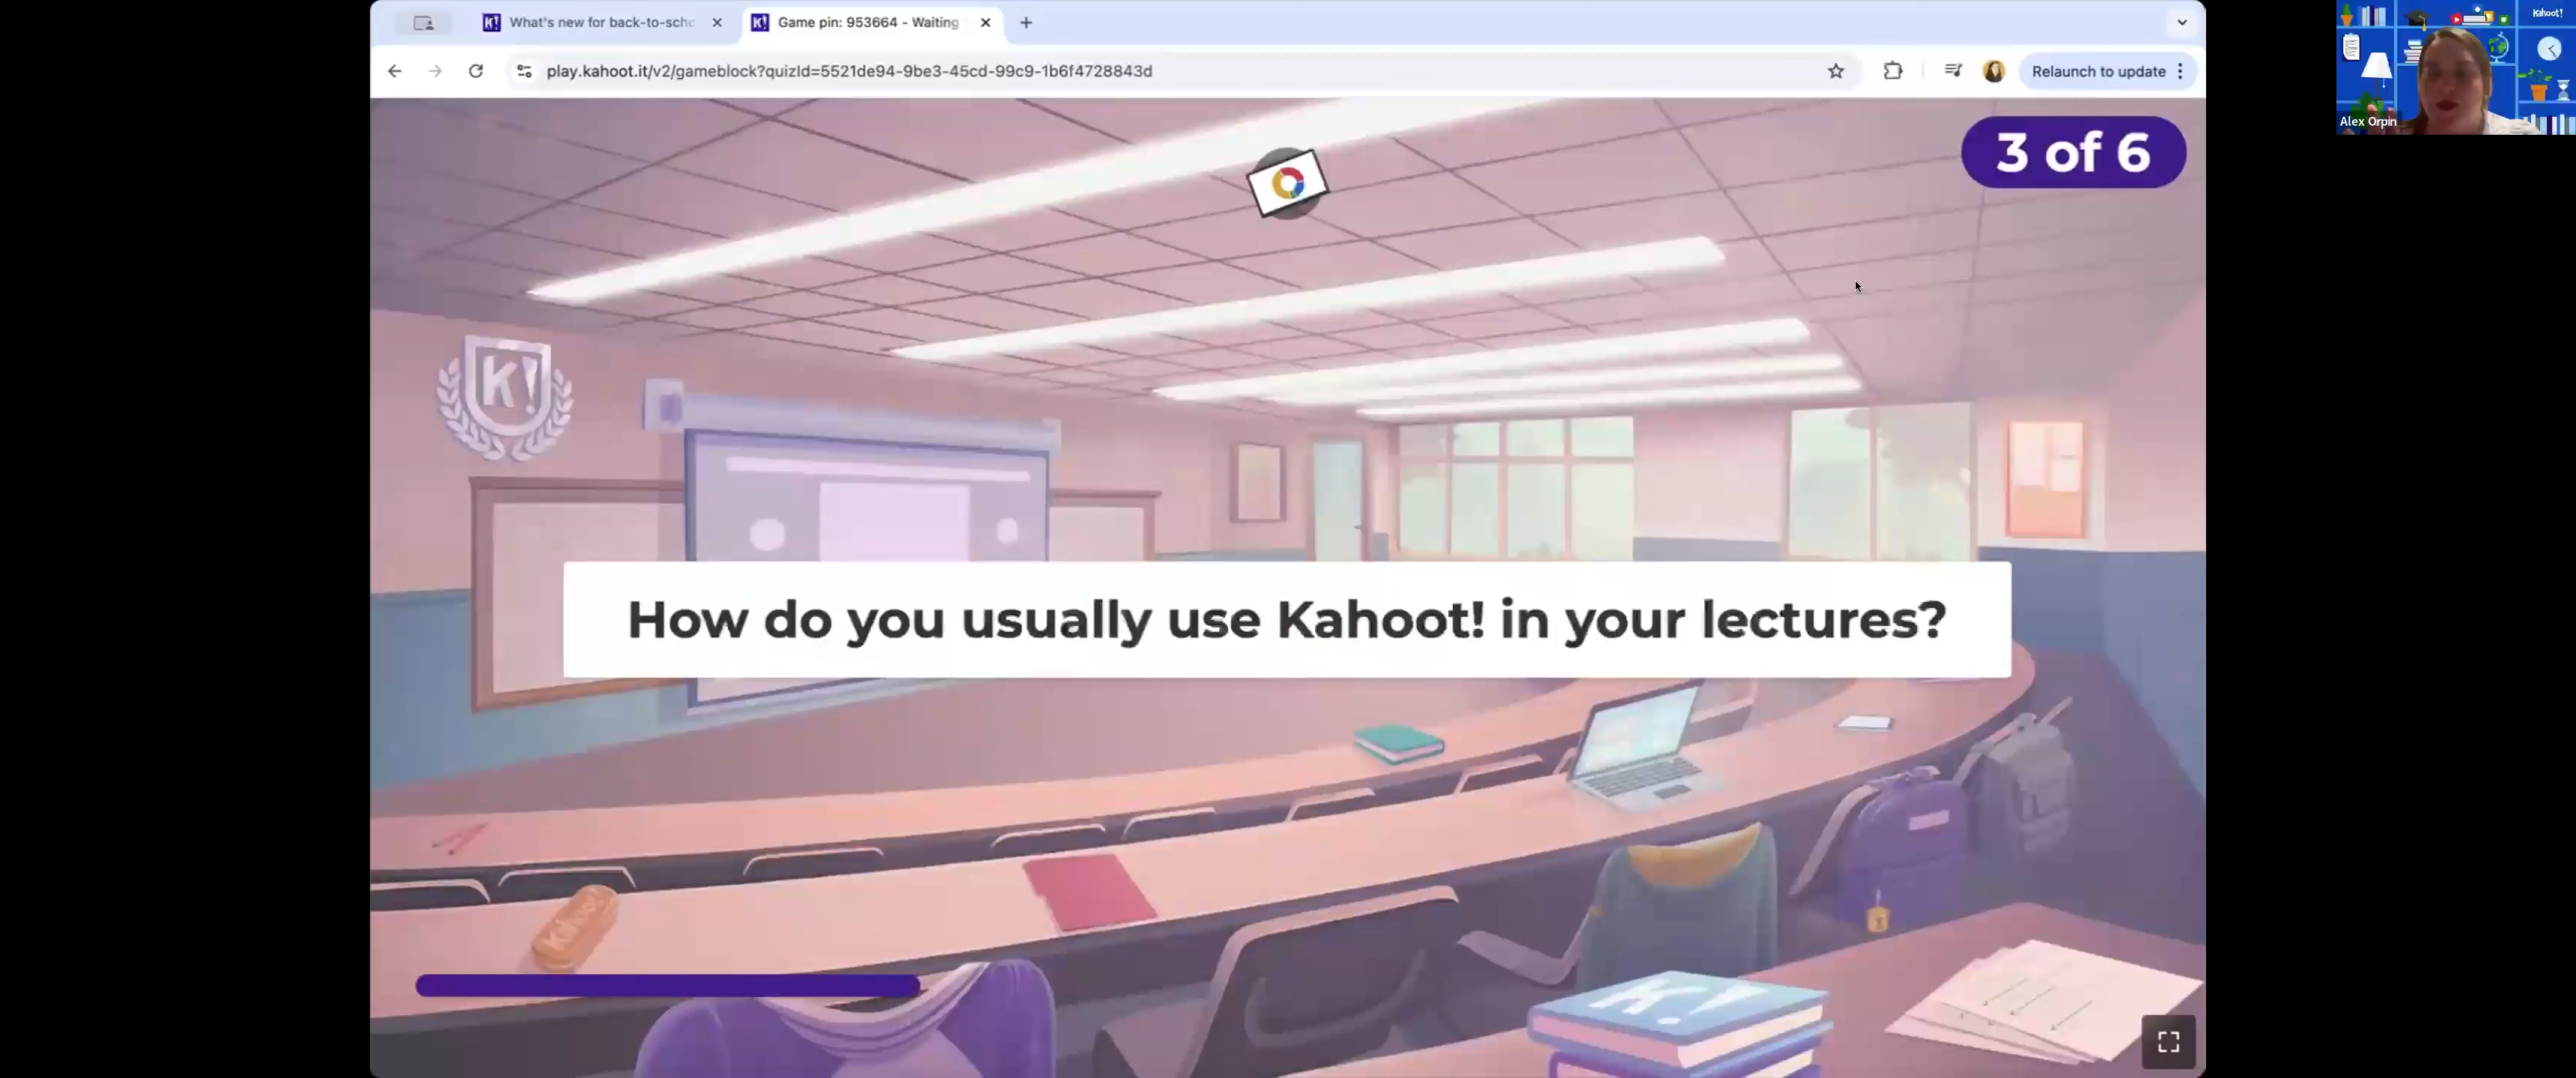 What's new for back-to-scho
Game pin: 953664 - Waiting
play.kahoot.it/v2/gameblock?quizId=5521de94-9be3-45cd-99c9-1b6f4728843d
Relaunch to update
Kahoot!
Alex Orpin
3 of 6
K!
How do you usually use Kahoot! in your lectures?
Kahoot!
K!